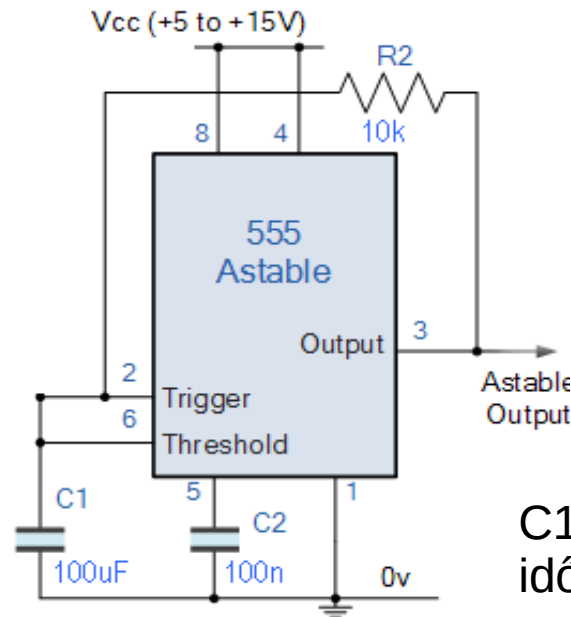 Vcc (+5 to +15V)
R2
10k
8
4
555
Astable
Output
3
2
Trigger
6
Threshold
Astable
Output
5
1
C1
C2
100uF
100n
0v
C1
idő